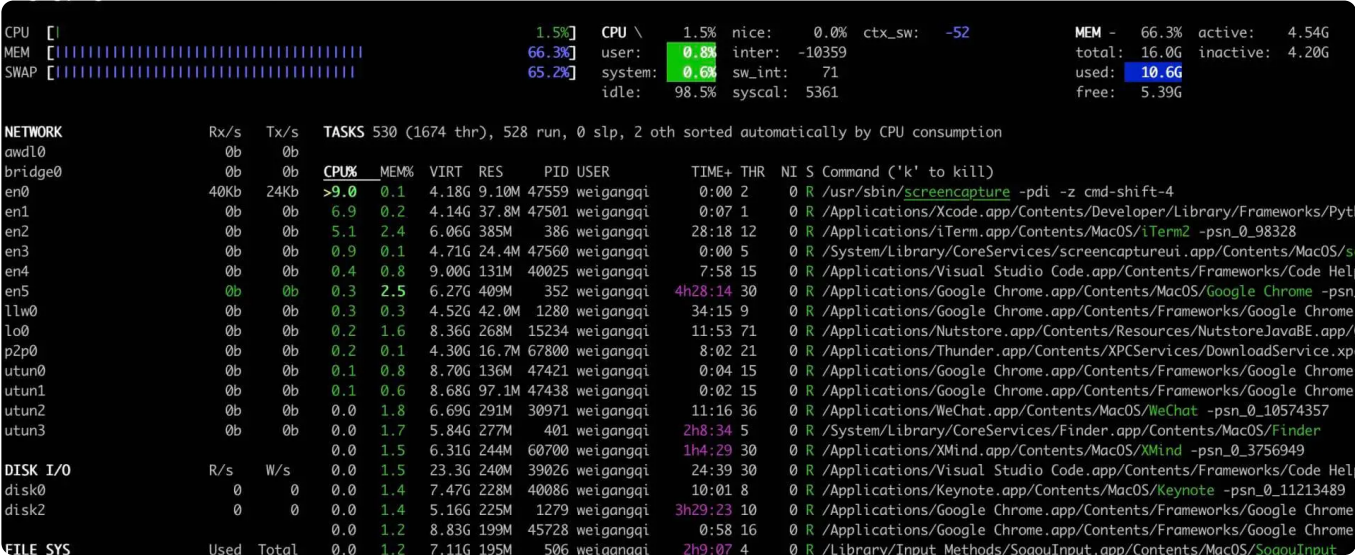 CPU [| 1.5%] CPU \ 1.5% nice: 0.0% ctx_sw: -52 MEM - 66.3% active: 4.54G
MEM [|||||||||||||||||||||||||||||||||||||| 66.3%] user: 0.8% inter: -10359 total: 16.0G inactive: 4.20G
SWAP [||||||||||||||||||||||||||||||||||||| 65.2%] system: 0.6% sw_int: 71 used: 10.6G
idle: 98.5% syscal: 5361 free: 5.39G
NETWORK Rx/s Tx/s TASKS 530 (1674 thr), 528 run, 0 slp, 2 oth sorted automatically by CPU consumption
awdl0 0b 0b
bridge0 0b 0b CPU% MEM% VIRT RES PID USER TIME+ THR NI S Command ('k' to kill)
en0 40Kb 24Kb >9.0 0.1 4.18G 9.10M 47559 weigangqi 0:00 2 0 R /usr/sbin/screencapture -pdi -z cmd-shift-4
en1 0b 0b 6.9 0.2 4.14G 37.8M 47501 weigangqi 0:07 1 0 R /Applications/Xcode.app/Contents/Developer/Library/Frameworks/Pyt
en2 0b 0b 5.1 2.4 6.06G 385M 386 weigangqi 28:18 12 0 R /Applications/iTerm.app/Contents/MacOS/iTerm2 -psn_0_98328
en3 0b 0b 0.9 0.1 4.71G 24.4M 47560 weigangqi 0:00 5 0 R /System/Library/CoreServices/screencaptureui.app/Contents/MacOS/s
en4 0b 0b 0.4 0.8 9.00G 131M 40025 weigangqi 7:58 15 0 R /Applications/Visual Studio Code.app/Contents/Frameworks/Code Hel
en5 0b 0b 0.3 2.5 6.27G 409M 352 weigangqi 4h28:14 30 0 R /Applications/Google Chrome.app/Contents/MacOS/Google Chrome -psn
llw0 0b 0b 0.3 0.3 4.52G 42.0M 1280 weigangqi 34:15 9 0 R /Applications/Google Chrome.app/Contents/Frameworks/Google Chrome
lo0 0b 0b 0.2 1.6 8.36G 268M 15234 weigangqi 11:53 71 0 R /Applications/Nutstore.app/Contents/Resources/NutstoreJavaBE.app/
p2p0 0b 0b 0.2 0.1 4.30G 16.7M 67800 weigangqi 8:02 21 0 R /Applications/Thunder.app/Contents/XPCServices/DownloadService.xp
utun0 0b 0b 0.1 0.8 8.70G 136M 47421 weigangqi 0:04 15 0 R /Applications/Google Chrome.app/Contents/Frameworks/Google Chrome
utun1 0b 0b 0.1 0.6 8.68G 97.1M 47438 weigangqi 0:02 15 0 R /Applications/Google Chrome.app/Contents/Frameworks/Google Chrome
utun2 0b 0b 0.0 1.8 6.69G 291M 30971 weigangqi 11:16 36 0 R /Applications/WeChat.app/Contents/MacOS/WeChat -psn_0_10574357
utun3 0b 0b 0.0 1.7 5.84G 277M 401 weigangqi 2h8:34 5 0 R /System/Library/CoreServices/Finder.app/Contents/MacOS/Finder
0.0 1.5 6.31G 244M 60700 weigangqi 1h4:29 30 0 R /Applications/XMind.app/Contents/MacOS/XMind -psn_0_3756949
DISK I/O R/s W/s 0.0 1.5 23.3G 240M 39026 weigangqi 24:39 30 0 R /Applications/Visual Studio Code.app/Contents/Frameworks/Code Hel
disk0 0 0 0.0 1.4 7.47G 228M 40086 weigangqi 10:01 8 0 R /Applications/Keynote.app/Contents/MacOS/Keynote -psn_0_11213489
disk2 0 0 0.0 1.4 5.16G 225M 1279 weigangqi 3h29:23 10 0 R /Applications/Google Chrome.app/Contents/Frameworks/Google Chrome
0.0 1.2 8.83G 199M 45728 weigangqi 0:58 16 0 R /Applications/Google Chrome.app/Contents/Frameworks/Google Chrome
FILE SYS Used Total 0.0 1.2 7.11G 195M 506 weigangqi 2h9:07 4 0 R /Library/Input Methods/SogouInput.app/Contents/MacOS/SogouInput